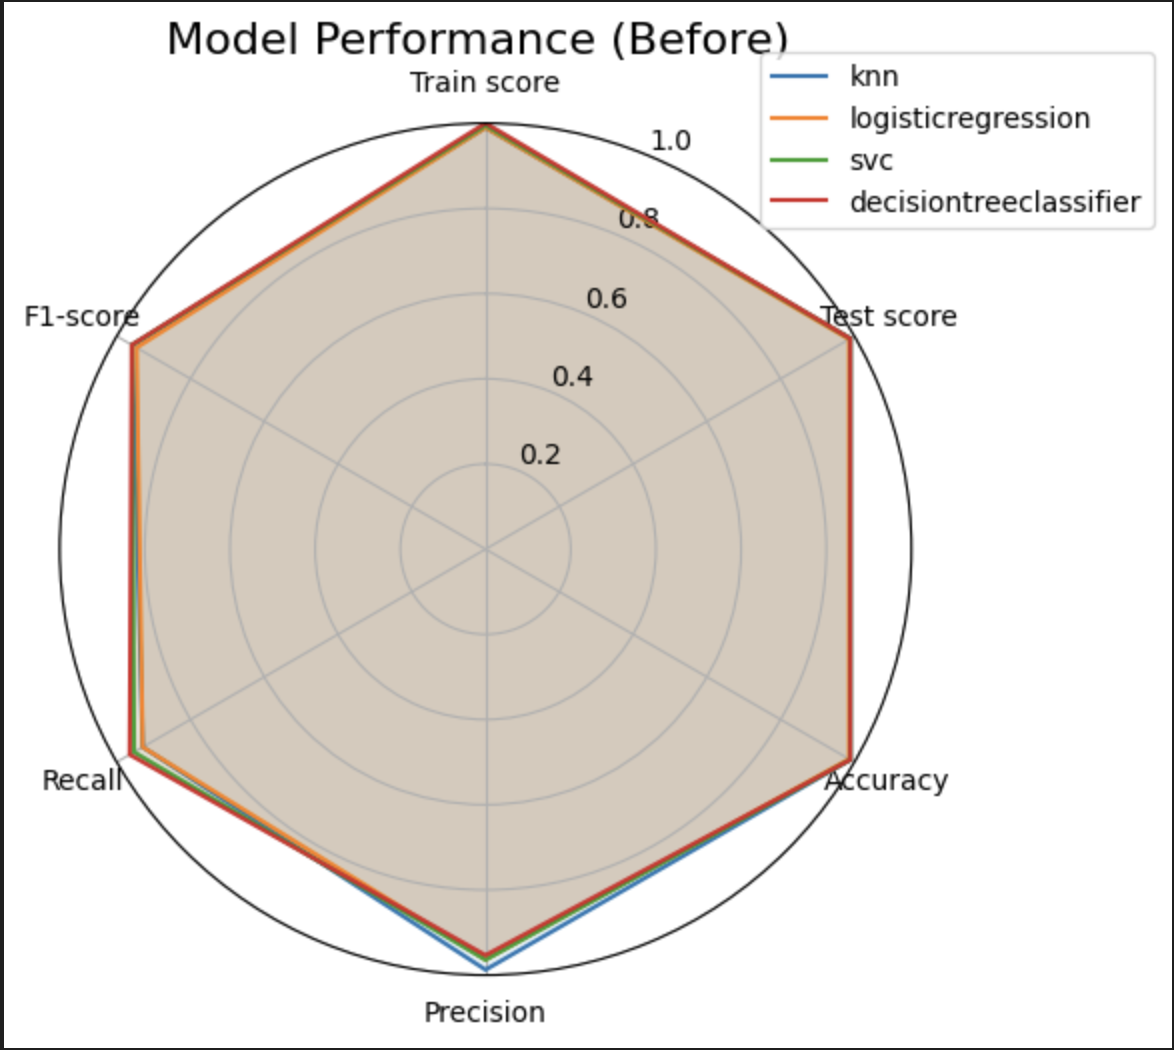 Model Performance (Before)
Train score
knn
logisticregression
svc
decisiontreeclassifier
1.0
0.8
0.6
0.4
0.2
F1-score
Test score
Recall
Accuracy
Precision